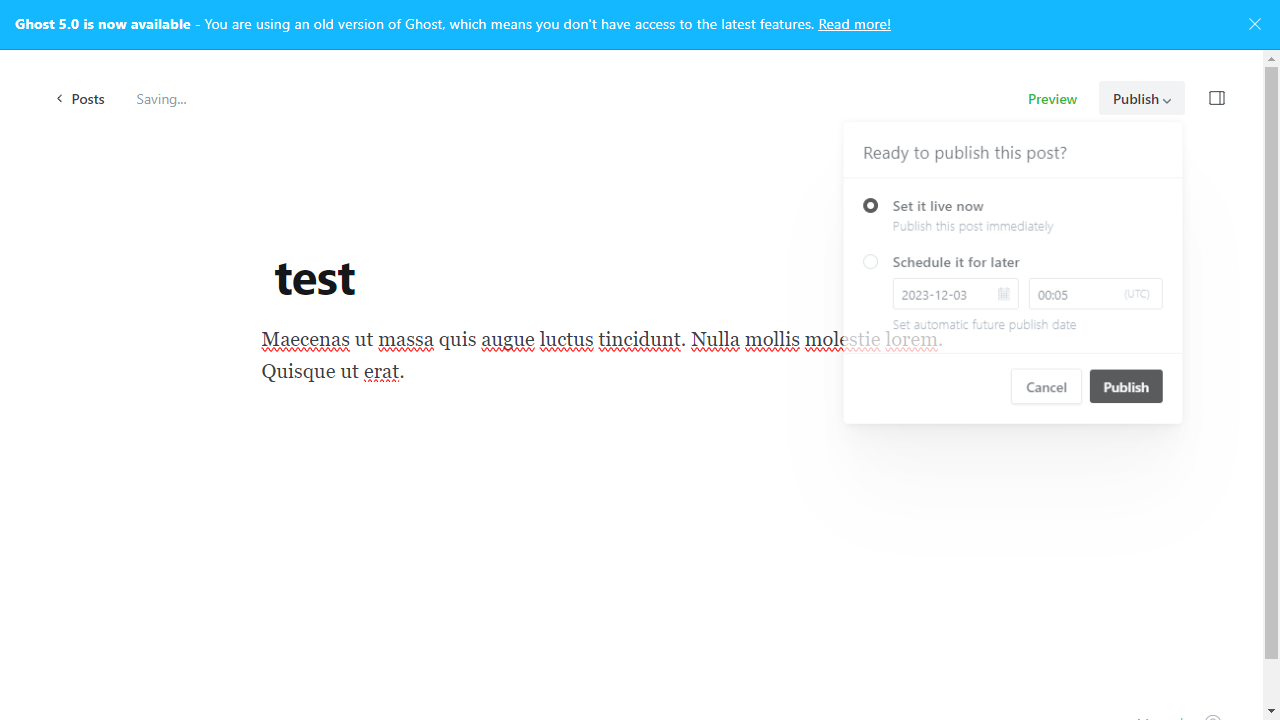 Ghost 5.0 is now available - You are using an old version of Ghost, which means you don't have access to the latest features. Read more!
Posts Saving... Preview Publish
Ready to publish this post?
Set it live now
Publish this post immediately
Schedule it for later
2023-12-03 00:05 (UTC)
Set automatic future publish date
Cancel Publish
test
Maecenas ut massa quis augue luctus tincidunt. Nulla mollis molestie lorem.
Quisque ut erat.